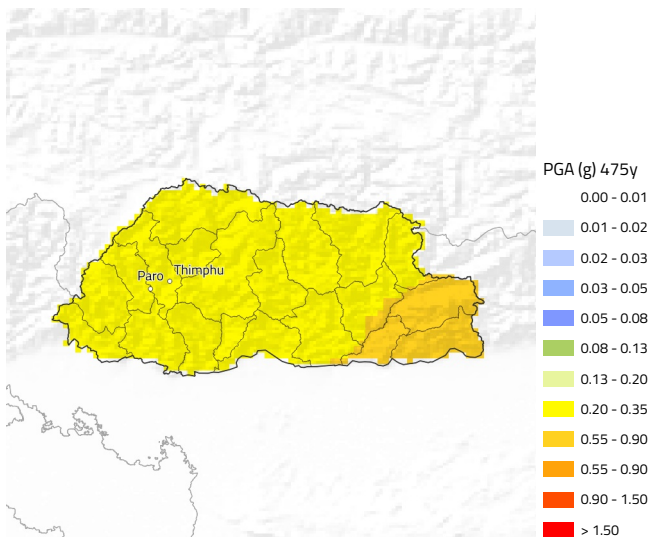 Paro
Thimphu
PGA (g) 475y
0.00 - 0.01
0.01 - 0.02
0.02 - 0.03
0.03 - 0.05
0.05 - 0.08
0.08 - 0.13
0.13 - 0.20
0.20 - 0.35
0.55 - 0.90
0.55 - 0.90
0.90 - 1.50
> 1.50